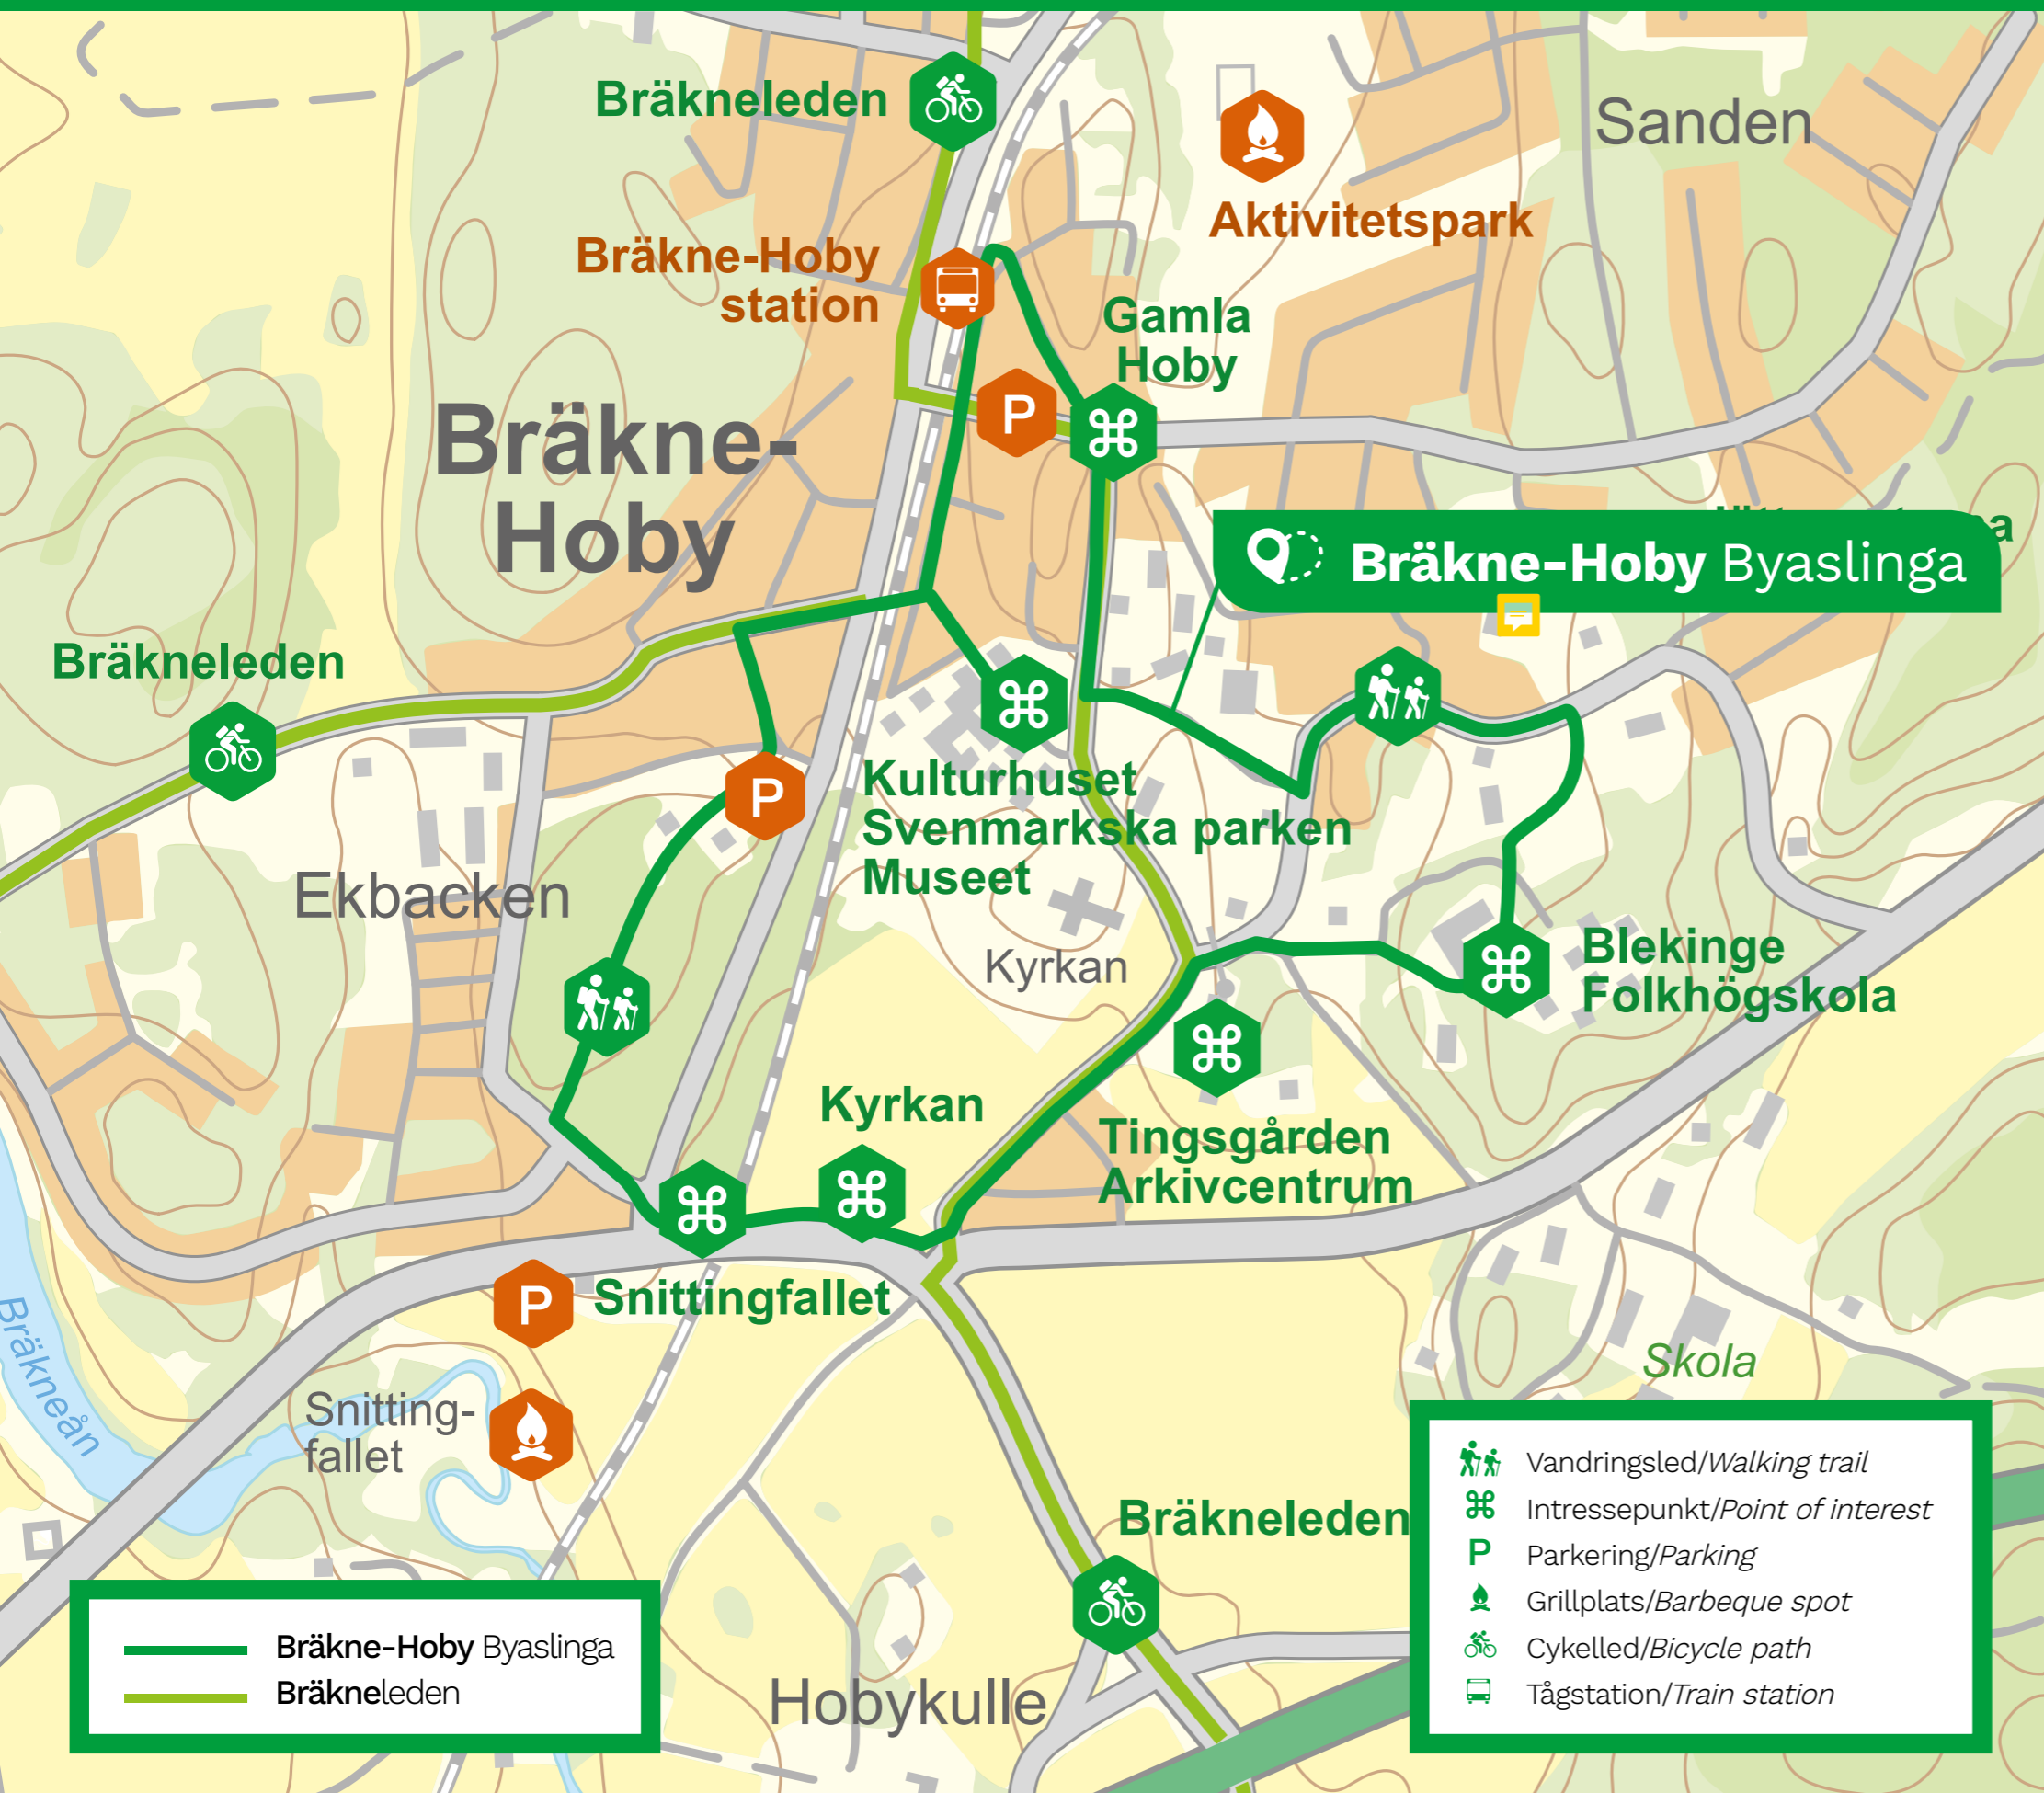 Bräkneleden
Sanden
Aktivitetspark
Bräkne-Hoby
station
Gamla
Hoby
P
Bräkne-
Hoby
a
Bräkne-Hoby Byaslinga
Bräkneleden
Kulturhuset
Svenmarkska parken
Museet
P
Ekbacken
Kyrkan
Blekinge
Folkhögskola
Kyrkan
Tingsgården
Arkivcentrum
P
Snittingfallet
Bräkneån
Snitting-
fallet
Skola
Bräkneleden
Hobykulle
Bräkne-Hoby Byaslinga
Bräkneleden
Vandringsled/Walking trail
⌘ Intressepunkt/Point of interest
P Parkering/Parking
Grillplats/Barbeque spot
Cykelled/Bicycle path
Tågstation/Train station